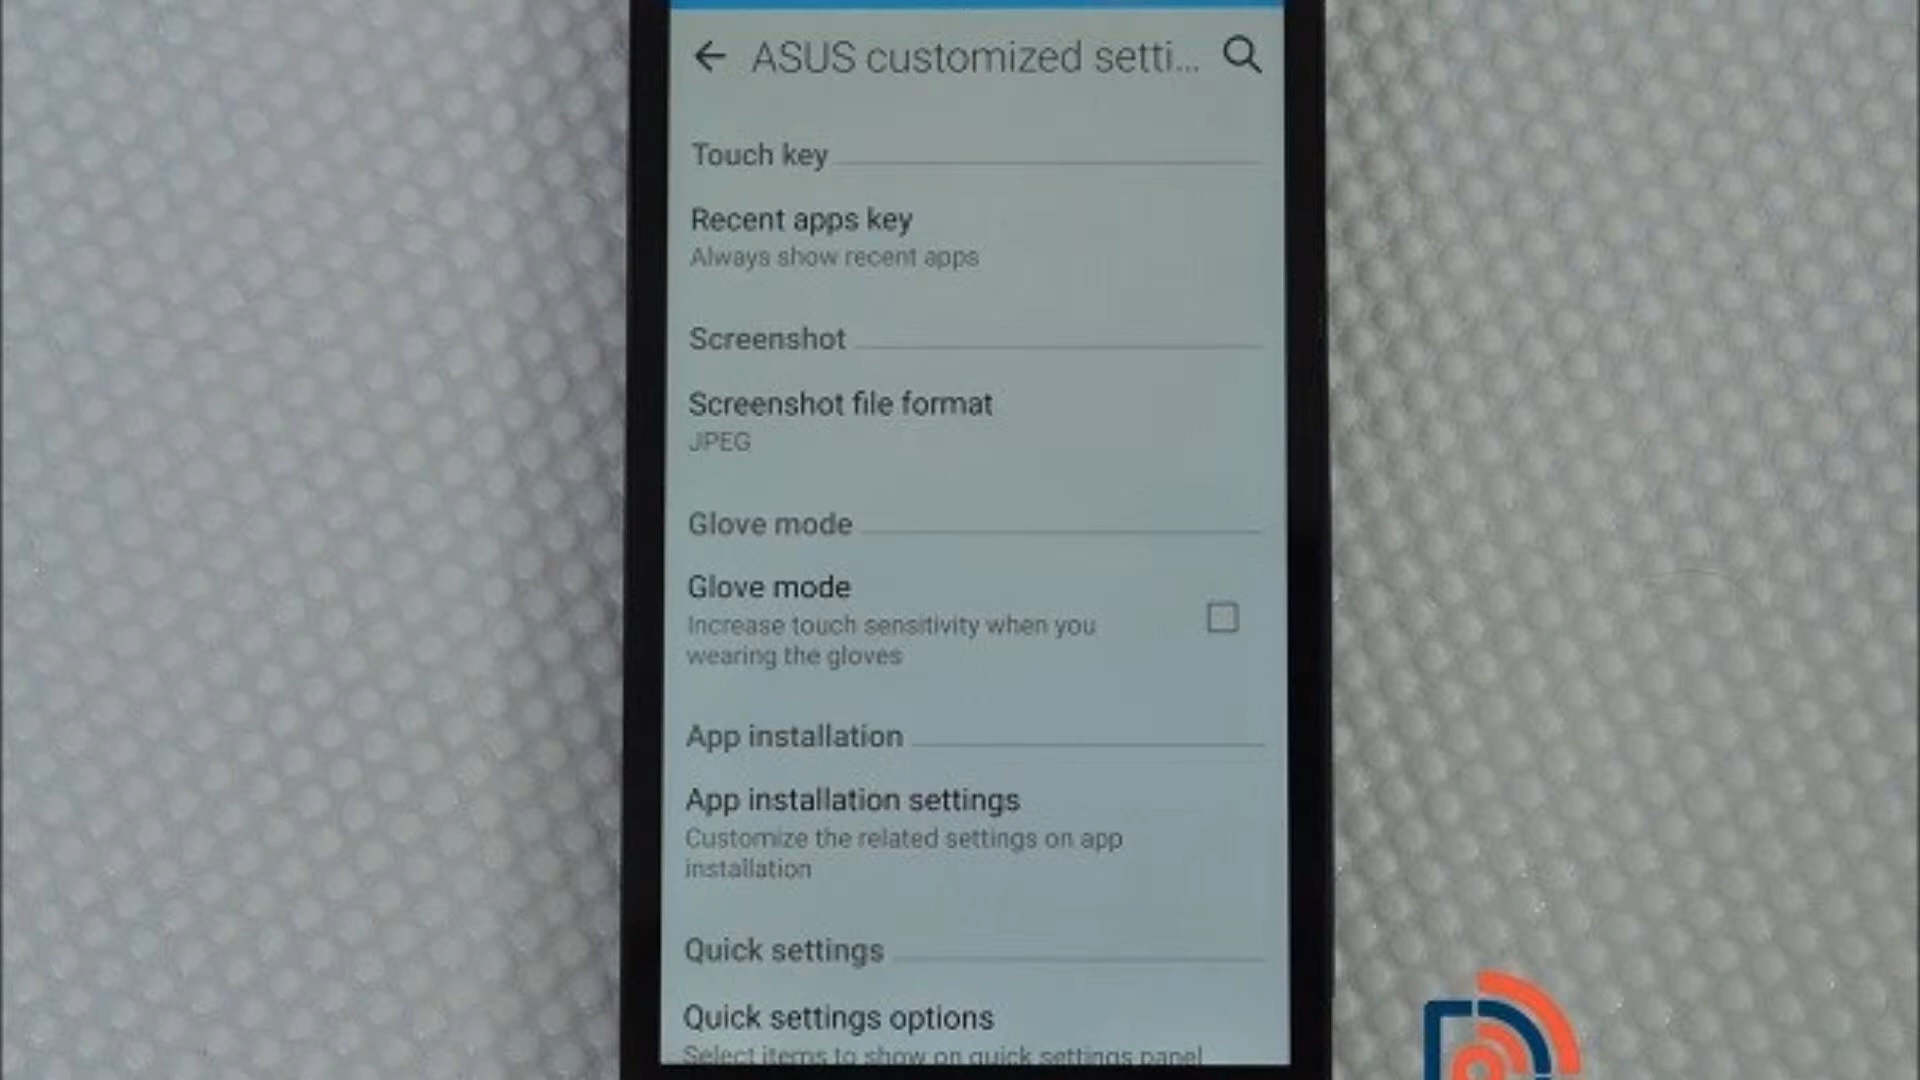 ASUS customized setti...
Touch key
Recent apps key
Always show recent apps
Screenshot
Screenshot file format
JPEG
Glove mode
Glove mode
Increase touch sensitivity when you
wearing the gloves
App installation
App installation settings
Customize the related settings on app
installation
Quick settings
Quick settings options
Select items to show on quick settings panel